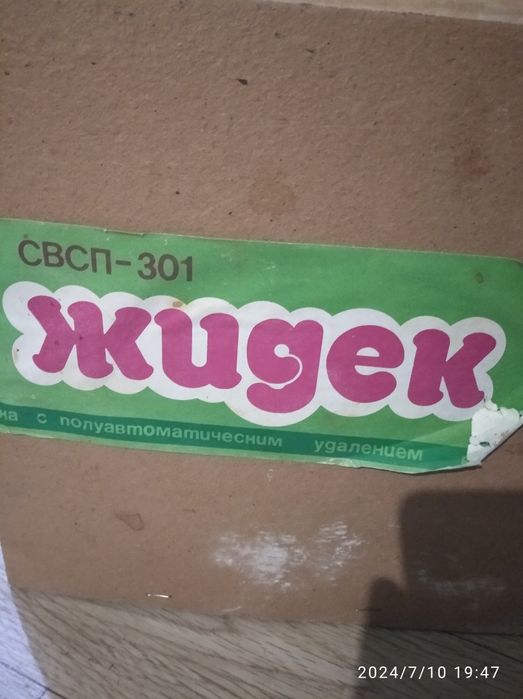 СВСП-301
жидек
ка с полуавтоматическим удалением
2024/7/10 19:47